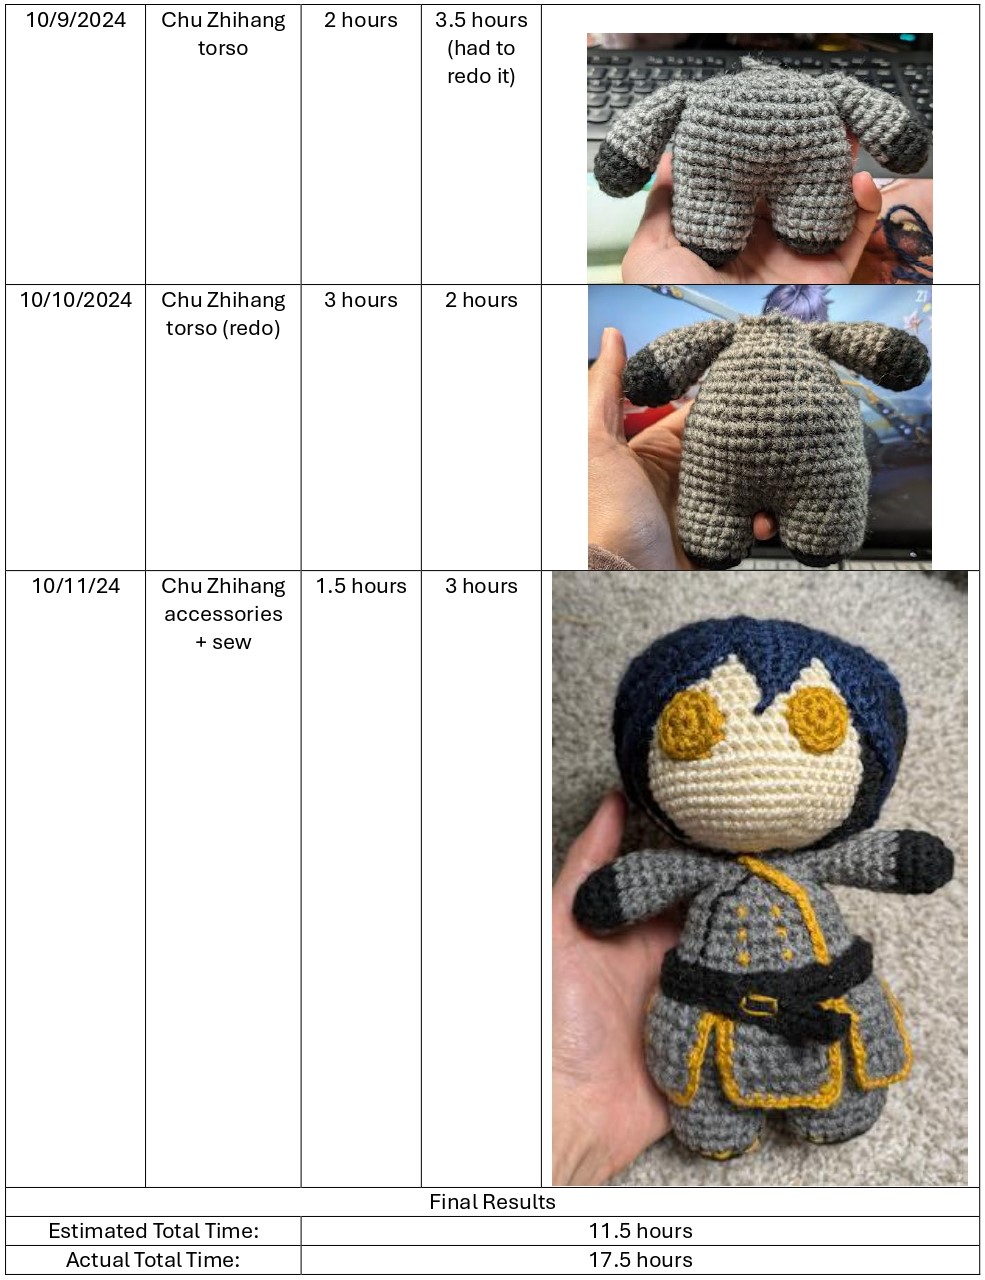 10/9/2024
Chu Zhihang
torso
2 hours
3.5 hours
(had to
redo it)
10/10/2024
Chu Zhihang
torso (redo)
3 hours
2 hours
10/11/24
Chu Zhihang
accessories
+ sew
1.5 hours
3 hours
Final Results
Estimated Total Time:
11.5 hours
Actual Total Time:
17.5 hours